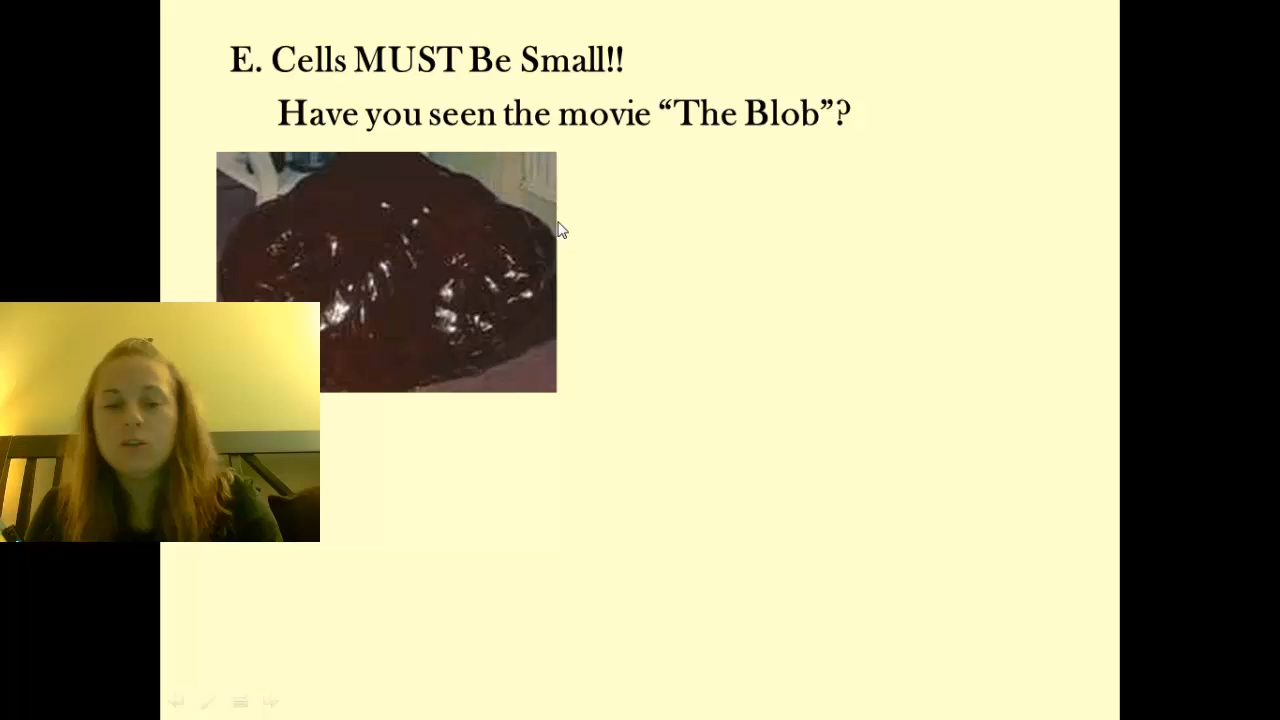 E. Cells MUST Be Small!!
Have you seen the movie “The Blob”?